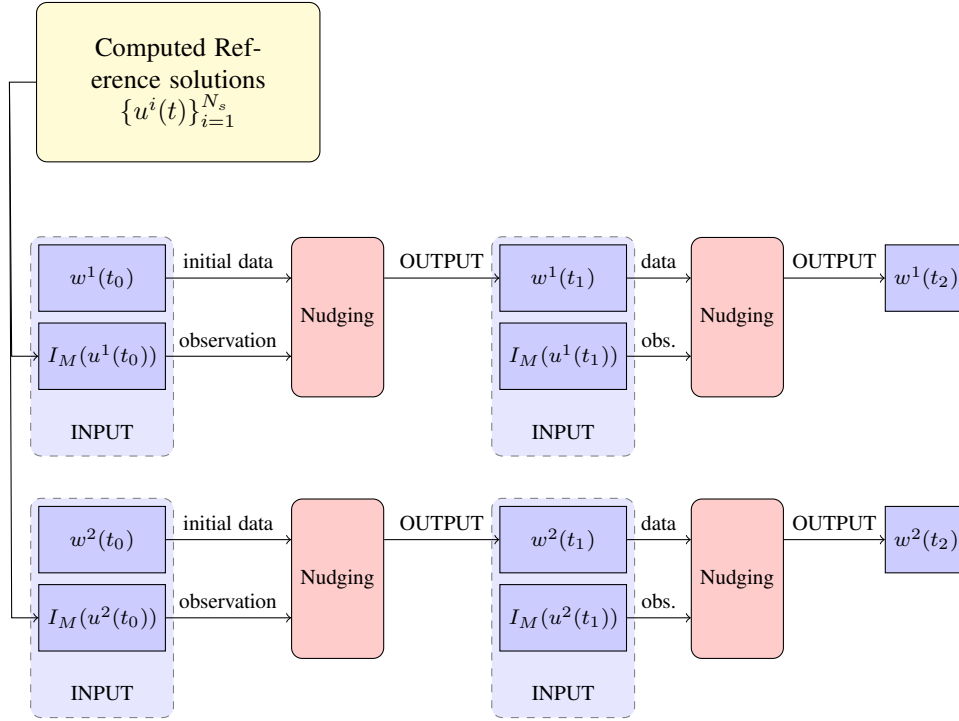 Computed Ref-
erence solutions
{u^i(t)}_{i=1}^{N_s}
w^1(t_0) initial data OUTPUT w^1(t_1) data OUTPUT w^1(t_2)
Nudging Nudging
I_M(u^1(t_0)) observation I_M(u^1(t_1)) obs.
INPUT INPUT
w^2(t_0) initial data OUTPUT w^2(t_1) data OUTPUT w^2(t_2)
Nudging Nudging
I_M(u^2(t_0)) observation I_M(u^2(t_1)) obs.
INPUT INPUT